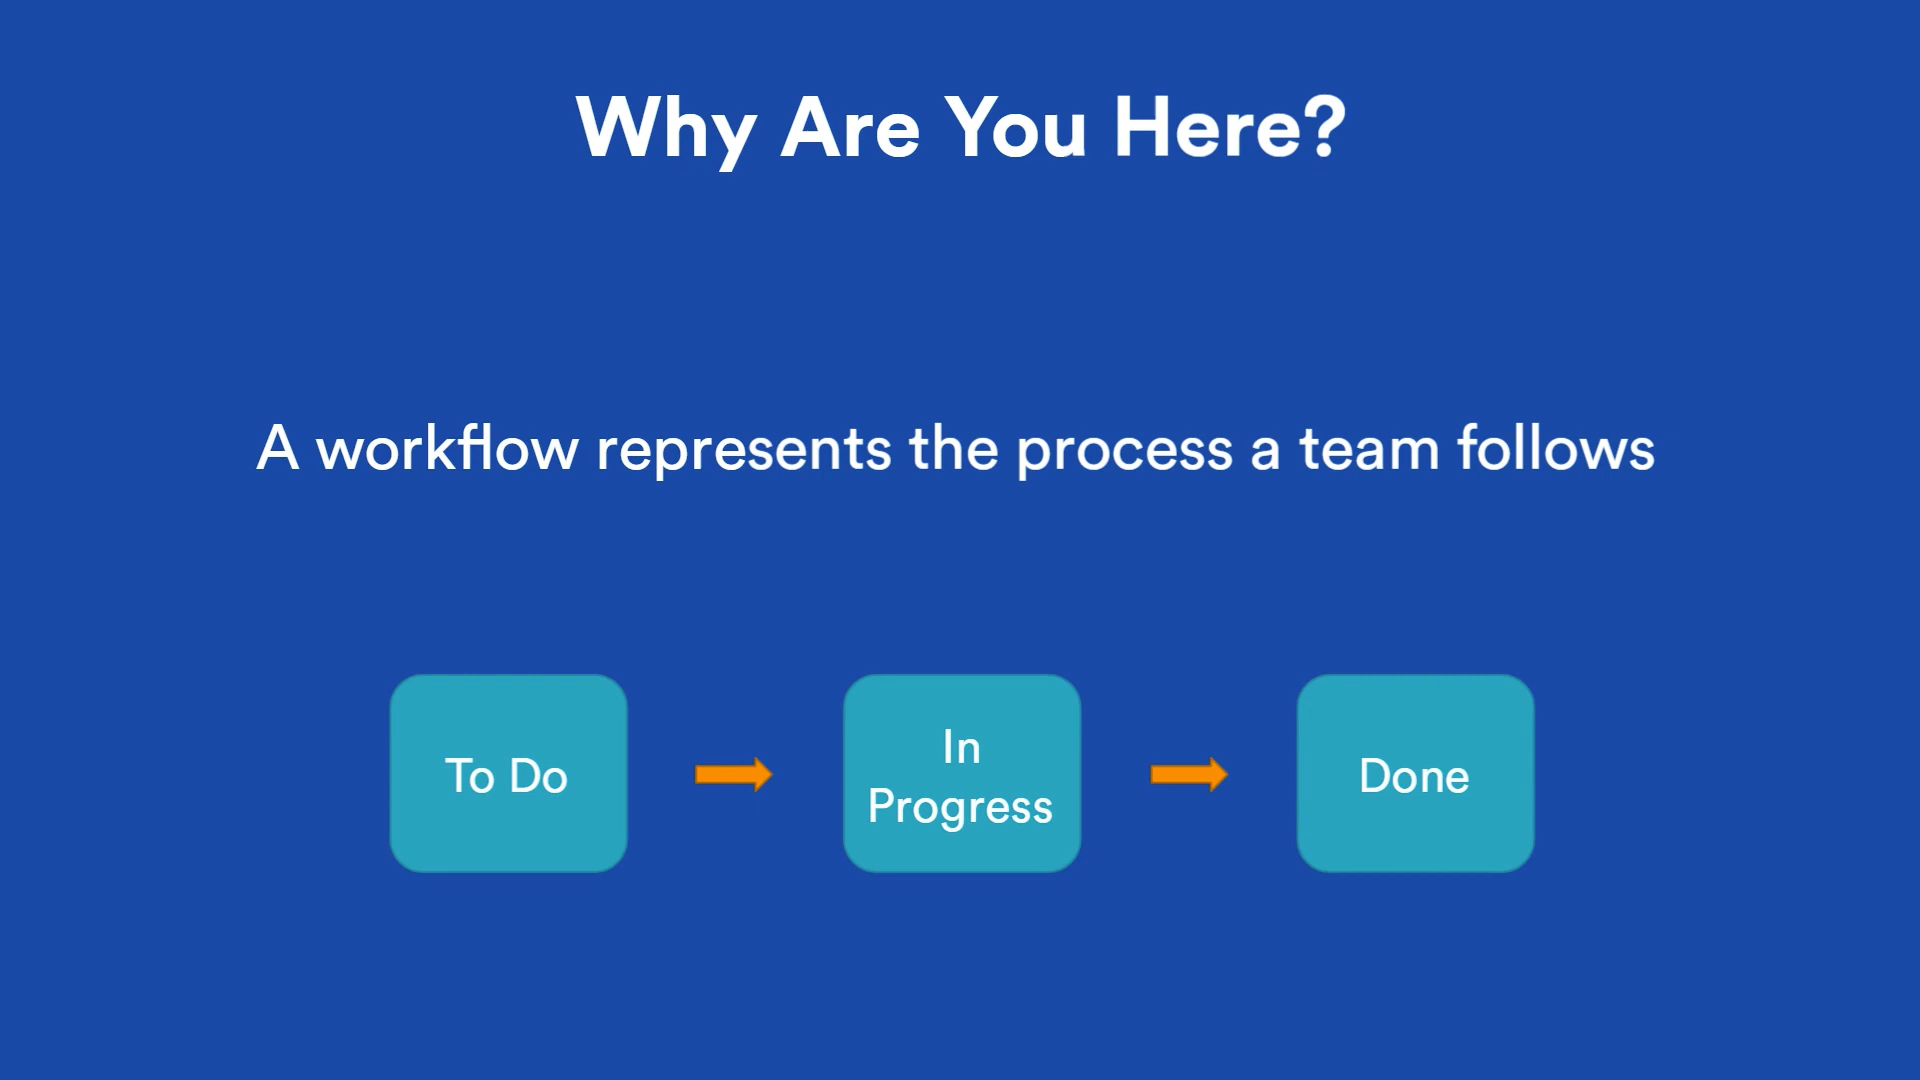 Why Are You Here?
A workflow represents the process a team follows
To Do
In
Progress
Done